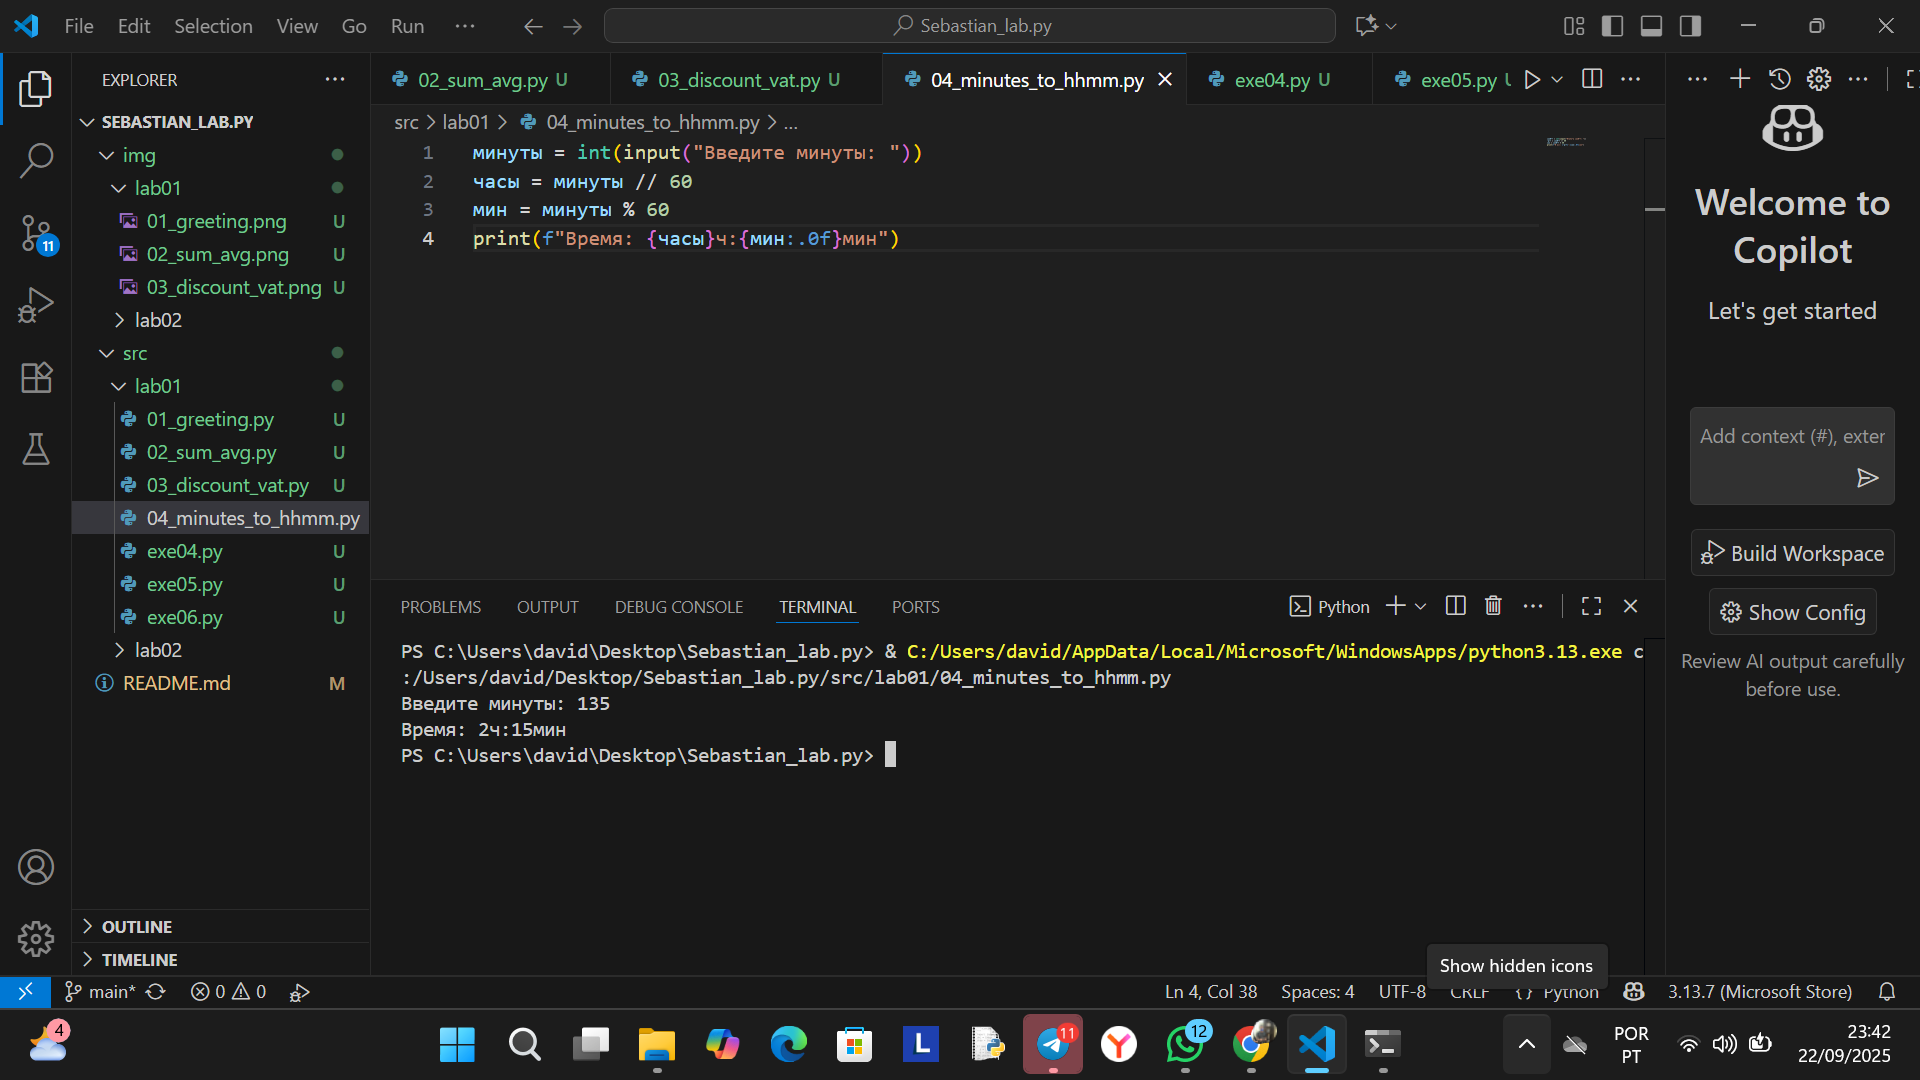 File Edit Selection View Go Run ··· Sebastian_lab.py
EXPLORER ···
SEBASTIAN_LAB.PY
img
lab01
01_greeting.png U
02_sum_avg.png U
03_discount_vat.png U
lab02
src
lab01
01_greeting.py U
02_sum_avg.py U
03_discount_vat.py U
04_minutes_to_hhmm.py
exe04.py U
exe05.py U
exe06.py U
lab02
README.md M
OUTLINE
TIMELINE
11
02_sum_avg.py U 03_discount_vat.py U 04_minutes_to_hhmm.py exe04.py U exe05.py U
src > lab01 > 04_minutes_to_hhmm.py > ...
1 минуты = int(input("Введите минуты: "))
2 часы = минуты // 60
3 мин = минуты % 60
4 print(f"Время: {часы}ч:{мин:.0f}мин")
PROBLEMS OUTPUT DEBUG CONSOLE TERMINAL PORTS Python
PS C:\Users\david\Desktop\Sebastian_lab.py> & C:/Users/david/AppData/Local/Microsoft/WindowsApps/python3.13.exe c
:/Users/david/Desktop/Sebastian_lab.py/src/lab01/04_minutes_to_hhmm.py
Введите минуты: 135
Время: 2ч:15мин
PS C:\Users\david\Desktop\Sebastian_lab.py>
Welcome to
Copilot
Let's get started
Add context (#), exter
Build Workspace
Show Config
Review AI output carefully
before use.
Show hidden icons
main* 0 0 Ln 4, Col 38 Spaces: 4 UTF-8 CRLF {} Python 3.13.7 (Microsoft Store)
4 L 11 Y 12
POR
PT
23:42
22/09/2025